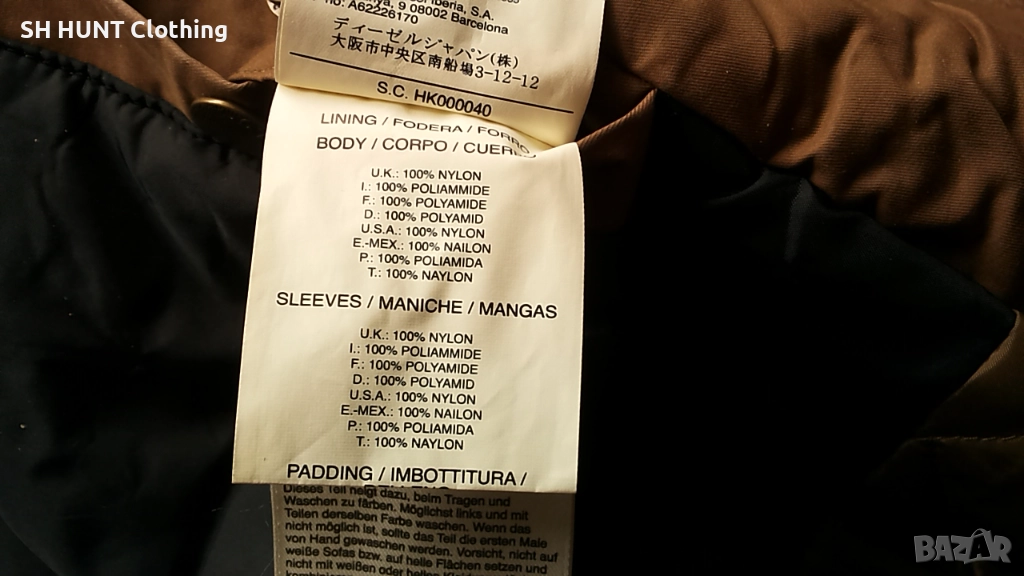 SH HUNT Clothing
Iberia, S.A.
9 08002 Barcelona
no: A62226170
ディーゼルジャパン(株)
大阪市中央区南船場3-12-12
S.C. HK000040
LINING / FODERA / FORRO
BODY / CORPO / CUERPO
U.K.: 100% NYLON
I.: 100% POLIAMMIDE
F.: 100% POLYAMIDE
D.: 100% POLYAMID
U.S.A.: 100% NYLON
E.-MEX.: 100% NAILON
P.: 100% POLIAMIDA
T.: 100% NAYLON
SLEEVES / MANICHE / MANGAS
U.K.: 100% NYLON
I.: 100% POLIAMMIDE
F.: 100% POLYAMIDE
D.: 100% POLYAMID
U.S.A.: 100% NYLON
E.-MEX.: 100% NAILON
P.: 100% POLIAMIDA
T.: 100% NAYLON
PADDING / IMBOTTITURA /
Dieses Teil neigt dazu, beim Tragen und
Waschen zu färben. Möglichst links und mit
Teilen derselben Farbe waschen. Wenn das
nicht möglich ist, sollte das Teil die ersten Male
von Hand gewaschen werden. Vorsicht, nicht auf
weiße Sofas bzw. auf helle Flächen setzen und
nicht mit weißen oder hellen
BAZAR